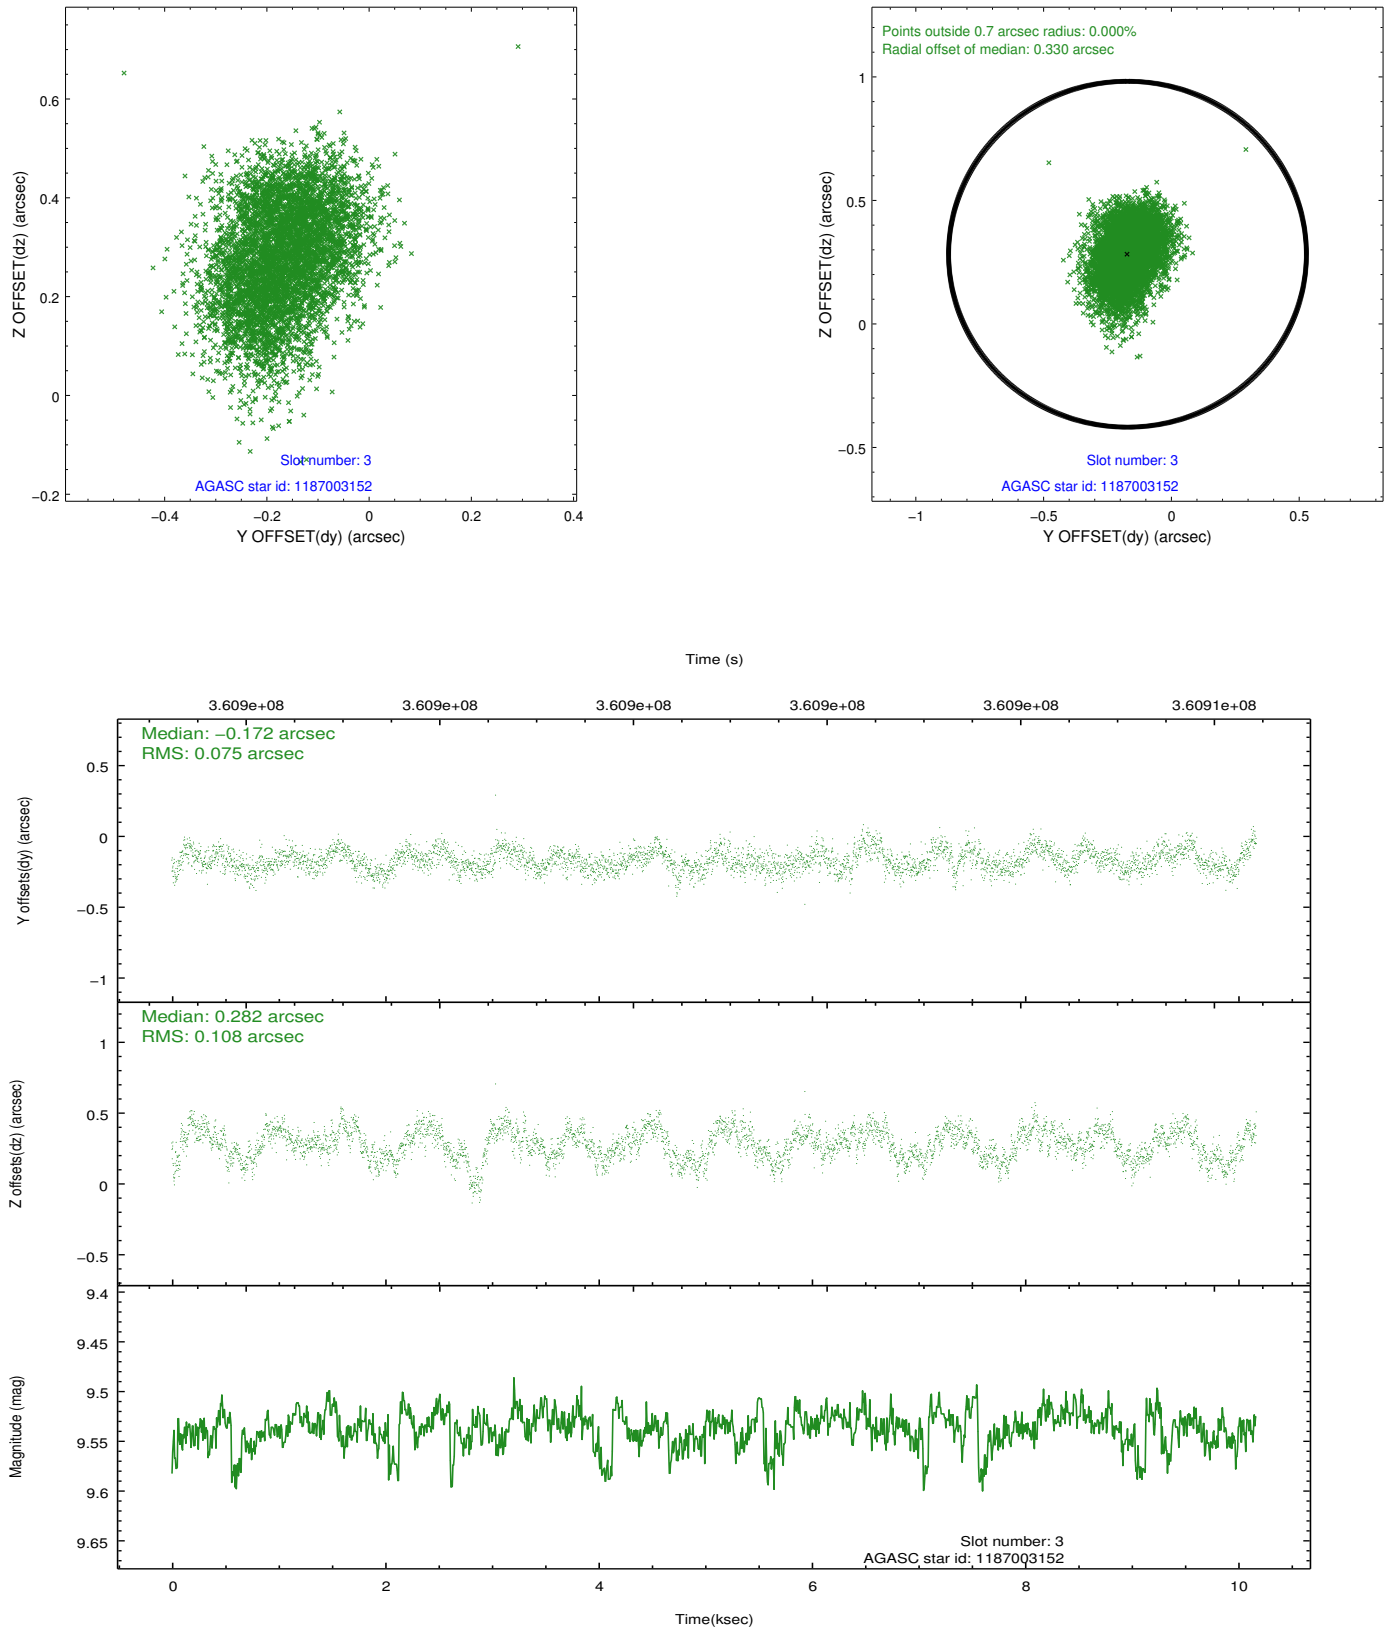 0.6
0.4
0.2
0
−0.2
−0.4
−0.2
0
0.2
0.4
Z OFFSET(dz) (arcsec)
Y OFFSET(dy) (arcsec)
Slot number: 3
AGASC star id: 1187003152
Points outside 0.7 arcsec radius: 0.000%
Radial offset of median: 0.330 arcsec
1
0.5
0
−0.5
−1
−0.5
0
0.5
Z OFFSET(dz) (arcsec)
Y OFFSET(dy) (arcsec)
Slot number: 3
AGASC star id: 1187003152
Time (s)
3.609e+08 3.609e+08 3.609e+08 3.609e+08 3.609e+08 3.6091e+08
Median: −0.172 arcsec
RMS: 0.075 arcsec
0.5
0
−0.5
−1
Y offsets(dy) (arcsec)
Median: 0.282 arcsec
RMS: 0.108 arcsec
1
0.5
0
−0.5
Z offsets(dz) (arcsec)
9.4
9.45
9.5
9.55
9.6
9.65
Magnitude (mag)
Slot number: 3
AGASC star id: 1187003152
0 2 4 6 8 10
Time(ksec)